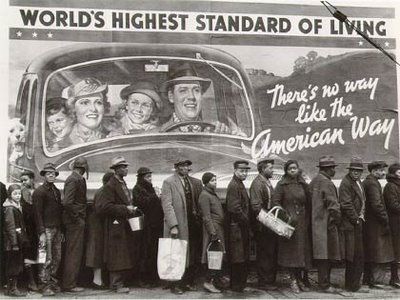 WORLD'S HIGHEST STANDARD OF LIVING
There's no way
like the
American Way